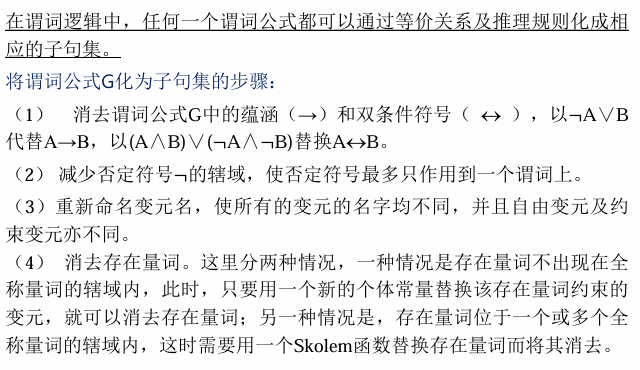 在谓词逻辑中，任何一个谓词公式都可以通过等价关系及推理规则化成相
应的子句集。
将谓词公式G化为子句集的步骤：
（1） 消去谓词公式G中的蕴涵（→）和双条件符号（ ↔ ），以¬A∨B
代替A→B，以(A∧B)∨(¬A∧¬B)替换A↔B。
（2）减少否定符号¬的辖域，使否定符号最多只作用到一个谓词上。
（3）重新命名变元名，使所有的变元的名字均不同，并且自由变元及约
束变元亦不同。
（4） 消去存在量词。这里分两种情况，一种情况是存在量词不出现在全
称量词的辖域内，此时，只要用一个新的个体常量替换该存在量词约束的
变元，就可以消去存在量词；另一种情况是，存在量词位于一个或多个全
称量词的辖域内，这时需要用一个Skolem函数替换存在量词而将其消去。